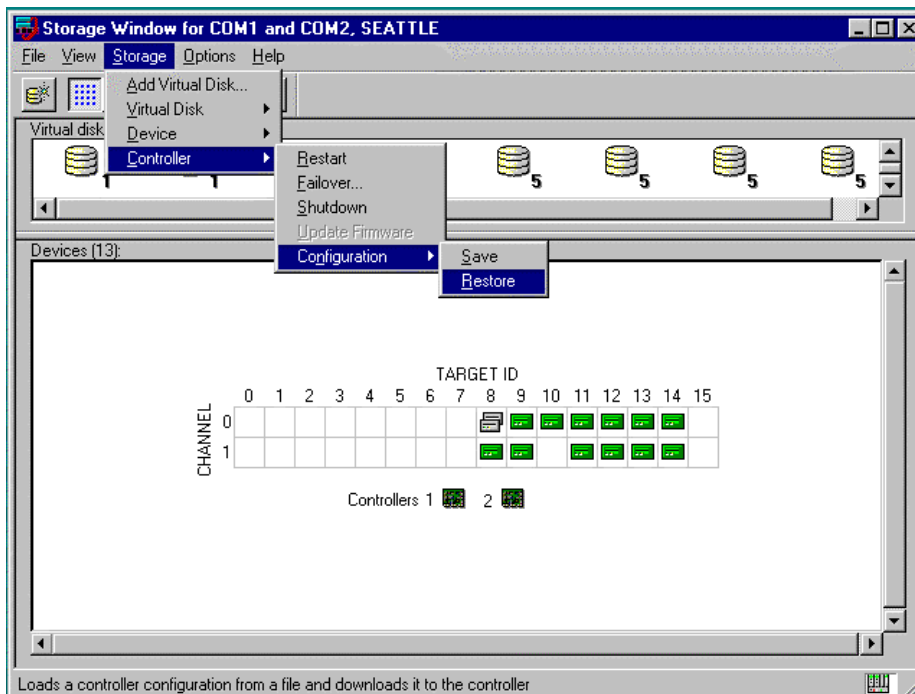 Storage Window for COM1 and COM2, SEATTLE
File View Storage Options Help
Add Virtual Disk...
Virtual Disk
Device
Controller
Virtual disk
1 1 5 5 5 5
Restart
Failover...
Shutdown
Update Firmware
Configuration
Save
Restore
Devices (13):
TARGET ID
0 1 2 3 4 5 6 7 8 9 10 11 12 13 14 15
CHANNEL
0
1
Controllers 1 2
Loads a controller configuration from a file and downloads it to the controller